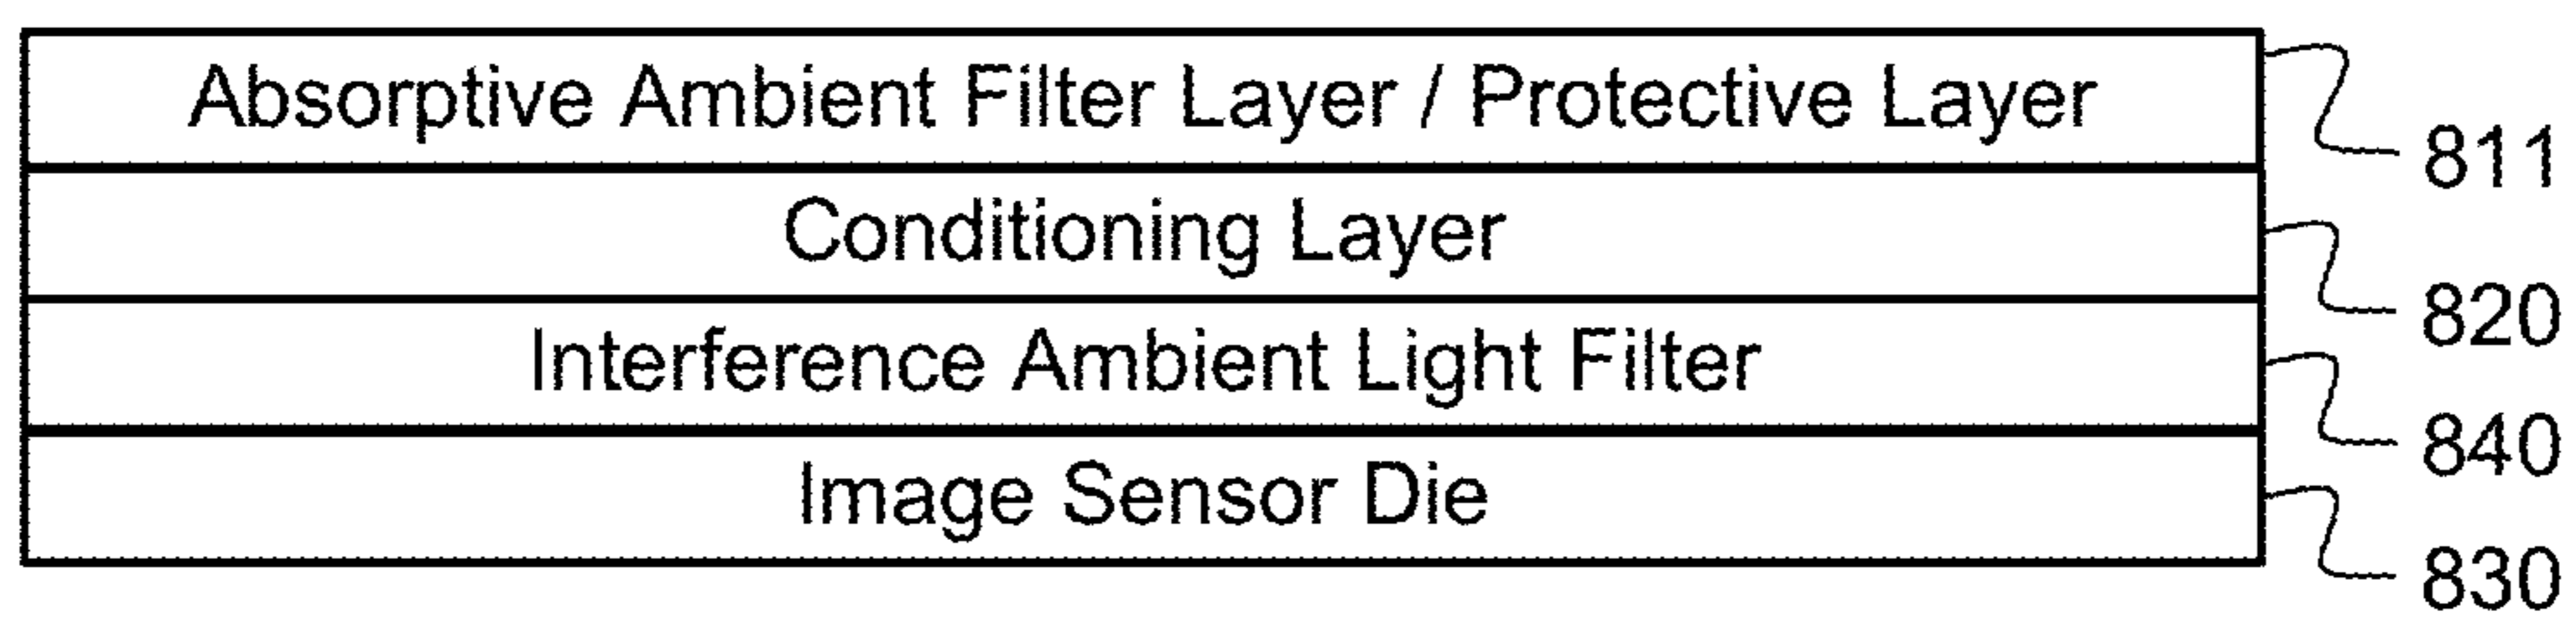 Absorptive Ambient Filter Layer / Protective Layer
811
Conditioning Layer
820
Interference Ambient Light Filter
840
Image Sensor Die
830